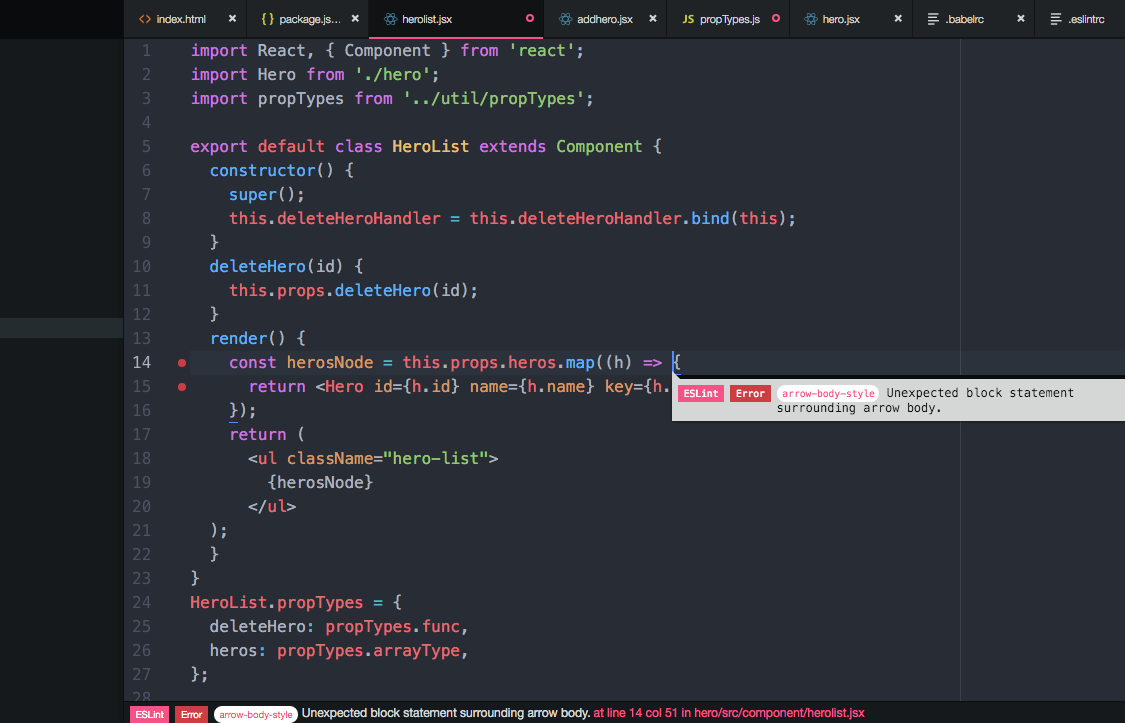 <> index.html × { } package.js... × herolist.jsx addhero.jsx × JS propTypes.js hero.jsx × .babelrc × .eslintrc
1 import React, { Component } from 'react';
2 import Hero from './hero';
3 import propTypes from '../util/propTypes';
4
5 export default class HeroList extends Component {
6 constructor() {
7 super();
8 this.deleteHeroHandler = this.deleteHeroHandler.bind(this);
9 }
10 deleteHero(id) {
11 this.props.deleteHero(id);
12 }
13 render() {
14 const herosNode = this.props.heros.map((h) => {
15 return <Hero id={h.id} name={h.name} key={h.
ESLint Error arrow-body-style Unexpected block statement
surrounding arrow body.
16 });
17 return (
18 <ul className="hero-list">
19 {herosNode}
20 </ul>
21 );
22 }
23 }
24 HeroList.propTypes = {
25 deleteHero: propTypes.func,
26 heros: propTypes.arrayType,
27 };
28
ESLint Error arrow-body-style Unexpected block statement surrounding arrow body. at line 14 col 51 in hero/src/component/herolist.jsx